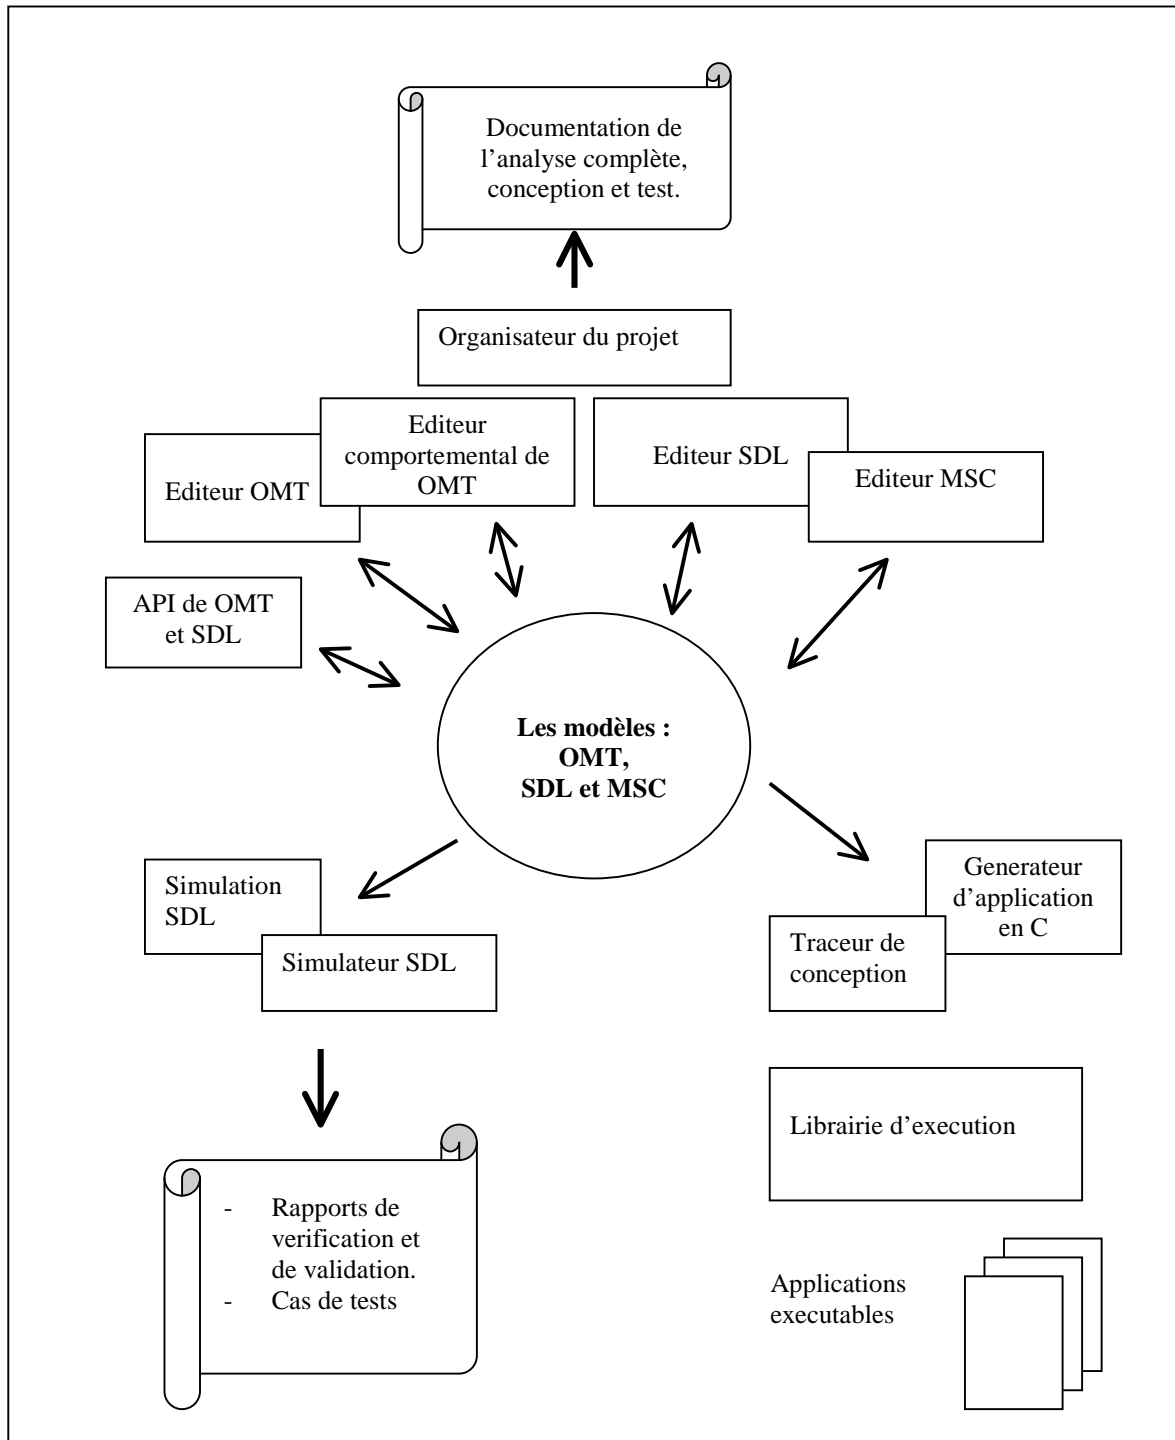 Documentation de
l’analyse complète,
conception et test.
Organisateur du projet
Editeur
comportemental de
OMT
Editeur OMT
Editeur SDL
Editeur MSC
API de OMT
et SDL
Les modèles :
OMT,
SDL et MSC
Simulation
SDL
Simulateur SDL
Generateur
d’application
en C
Traceur de
conception
Librairie d’execution
- Rapports de
verification et
de validation.
- Cas de tests
Applications
executables